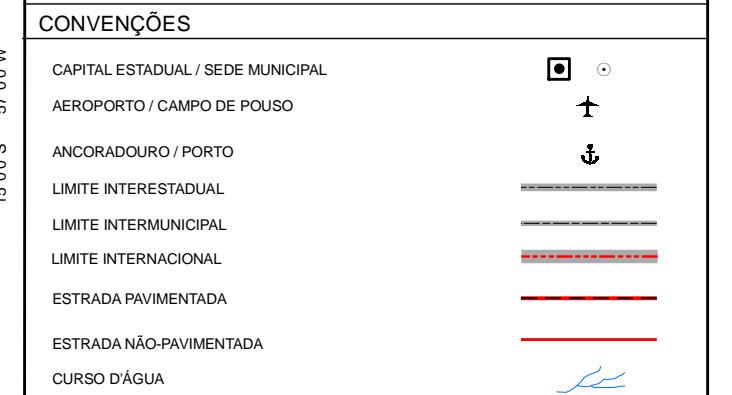 CONVENÇÕES
CAPITAL ESTADUAL / SEDE MUNICIPAL
AEROPORTO / CAMPO DE POUSO
ANCORADOURO / PORTO
LIMITE INTERESTADUAL
LIMITE INTERMUNICIPAL
LIMITE INTERNACIONAL
ESTRADA PAVIMENTADA
ESTRADA NÃO-PAVIMENTADA
CURSO D'ÁGUA